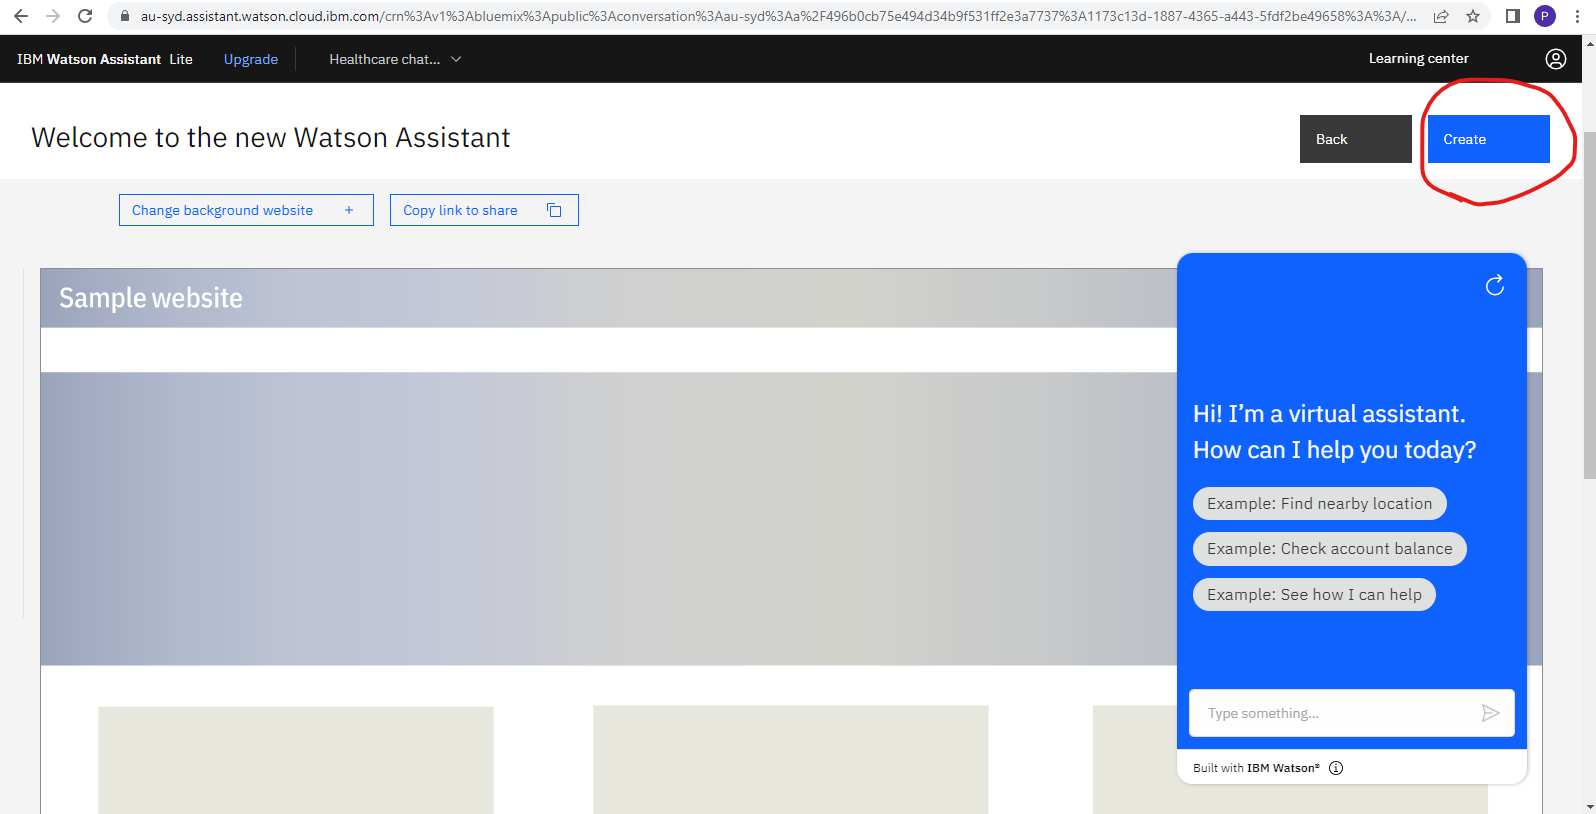 au-syd.assistant.watson.cloud.ibm.com/crn%3Av1%3Abluemix%3Apublic%3Aconversation%3Aau-syd%3Aa%2F496b0cb75e494d34b9f531ff2e3a7737%3A1173c13d-1887-4365-a443-5fdf2be49658%3A%3A/...
P
IBM Watson Assistant Lite Upgrade Healthcare chat... Learning center
Welcome to the new Watson Assistant
Back Create
Change background website + Copy link to share
Sample website
Hi! I’m a virtual assistant.
How can I help you today?
Example: Find nearby location
Example: Check account balance
Example: See how I can help
Type something...
Built with IBM Watson®